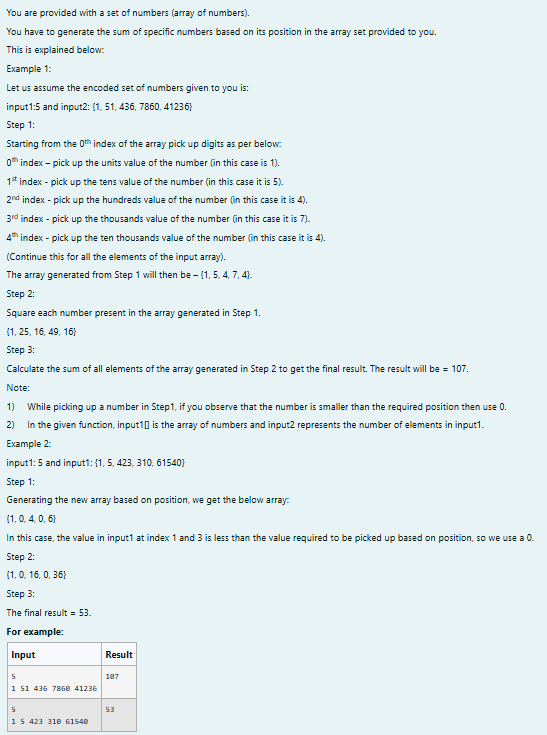 You are provided with a set of numbers (array of numbers).
You have to generate the sum of specific numbers based on its position in the array set provided to you.
This is explained below:
Example 1:
Let us assume the encoded set of numbers given to you is:
input1:5 and input2: {1, 51, 436, 7860, 41236}
Step 1:
Starting from the 0th index of the array pick up digits as per below:
0th index – pick up the units value of the number (in this case is 1).
1st index - pick up the tens value of the number (in this case it is 5).
2nd index - pick up the hundreds value of the number (in this case it is 4).
3rd index - pick up the thousands value of the number (in this case it is 7).
4th index - pick up the ten thousands value of the number (in this case it is 4).
(Continue this for all the elements of the input array).
The array generated from Step 1 will then be – {1, 5, 4, 7, 4}.
Step 2:
Square each number present in the array generated in Step 1.
{1, 25, 16, 49, 16}
Step 3:
Calculate the sum of all elements of the array generated in Step 2 to get the final result. The result will be = 107.
Note:
1) While picking up a number in Step1, if you observe that the number is smaller than the required position then use 0.
2) In the given function, input1[] is the array of numbers and input2 represents the number of elements in input1.
Example 2:
input1: 5 and input1: {1, 5, 423, 310, 61540}
Step 1:
Generating the new array based on position, we get the below array:
{1, 0, 4, 0, 6}
In this case, the value in input1 at index 1 and 3 is less than the value required to be picked up based on position, so we use a 0.
Step 2:
{1, 0, 16, 0, 36}
Step 3:
The final result = 53.
For example:
Input Result
5 107
1 51 436 7860 41236
5 53
1 5 423 310 61540